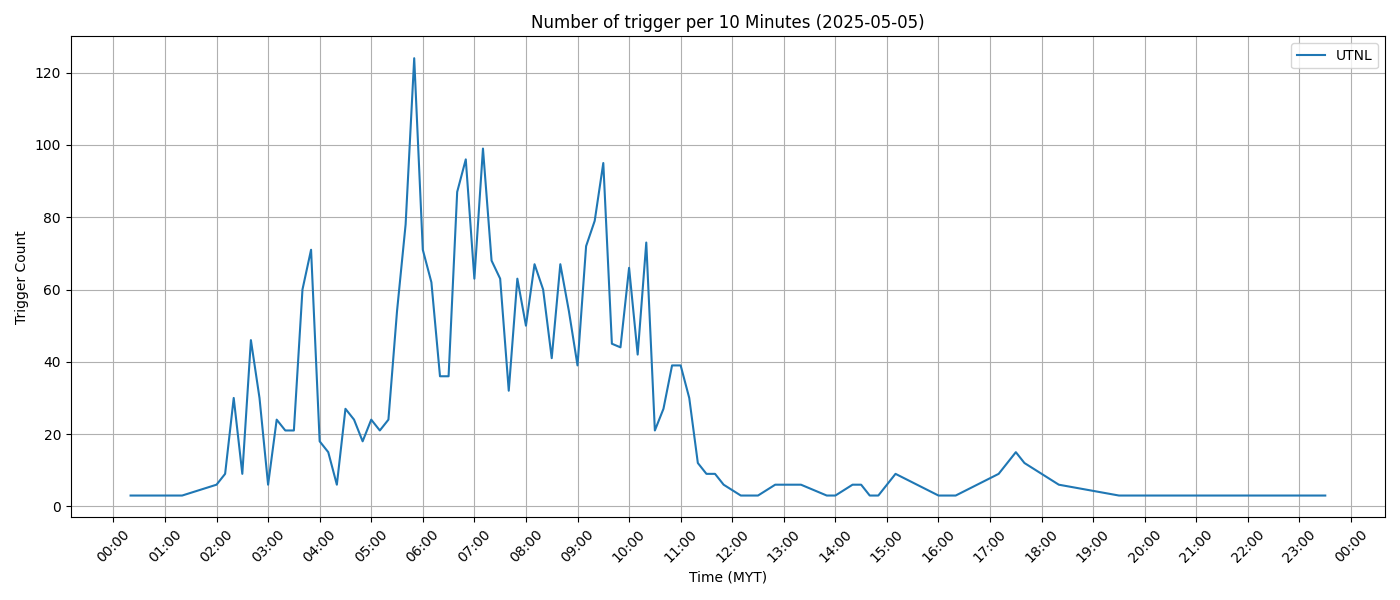 Number of trigger per 10 Minutes (2025-05-05)
UTNL
120
100
80
60
40
20
0
Trigger Count
00:00 01:00 02:00 03:00 04:00 05:00 06:00 07:00 08:00 09:00 10:00 11:00 12:00 13:00 14:00 15:00 16:00 17:00 18:00 19:00 20:00 21:00 22:00 23:00 00:00
Time (MYT)